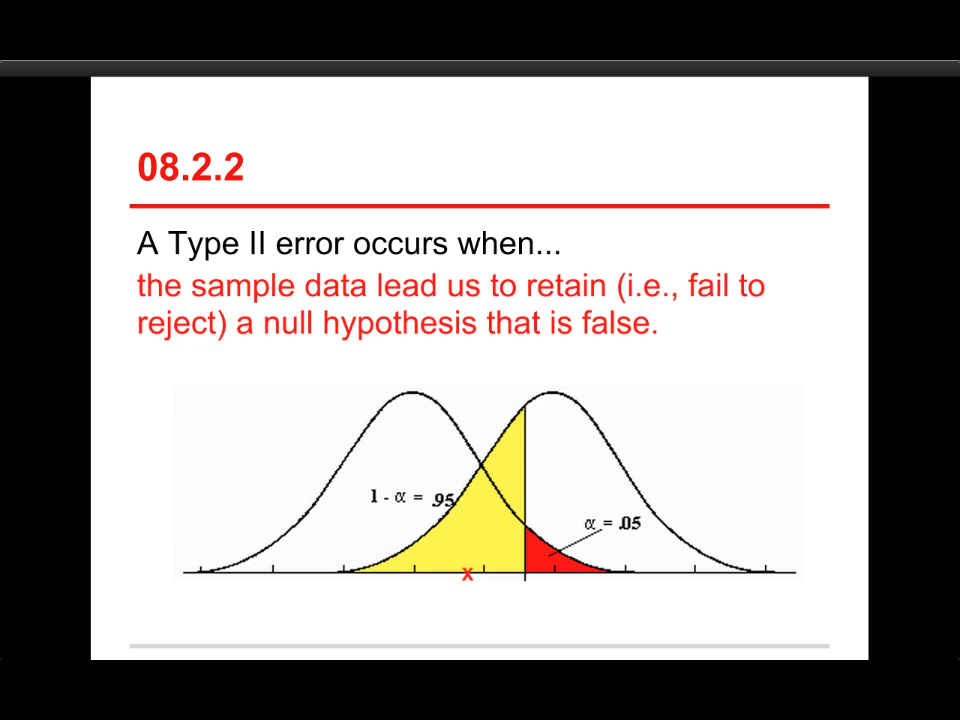 08.2.2
A Type II error occurs when...
the sample data lead us to retain (i.e., fail to
reject) a null hypothesis that is false.
1 - α = .95
α = .05
x